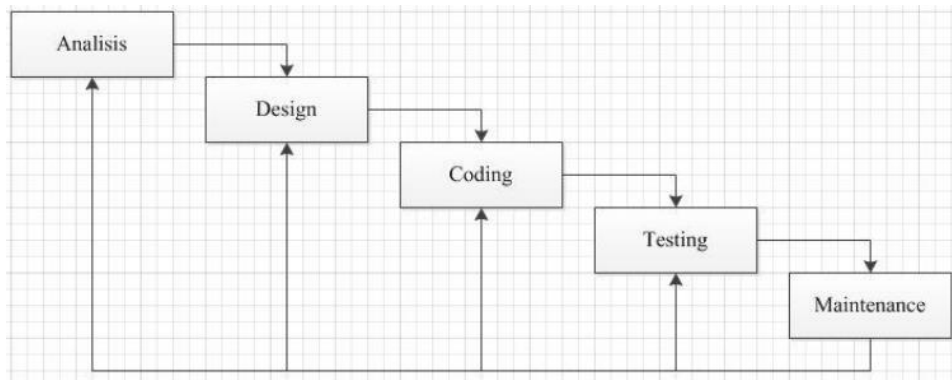 Analisis
Design
Coding
Testing
Maintenance